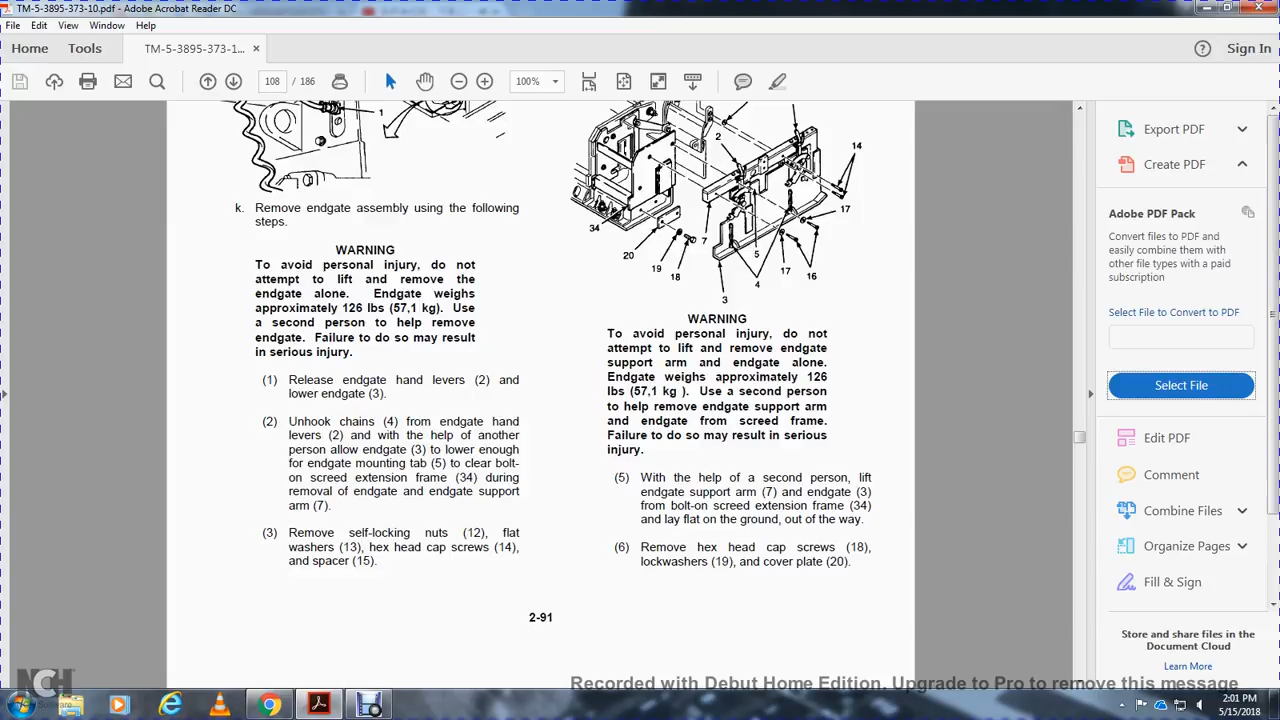 TM-5-3895-373-10.pdf - Adobe Acrobat Reader DC
File Edit View Window Help
Home Tools TM-5-3895-373-1... × Sign In
108 / 186 100%
1
k. Remove endgate assembly using the following
steps.
WARNING
To avoid personal injury, do not
attempt to lift and remove the
endgate alone. Endgate weighs
approximately 126 lbs (57,1 kg). Use
a second person to help remove
endgate. Failure to do so may result
in serious injury.
(1) Release endgate hand levers (2) and
lower endgate (3).
(2) Unhook chains (4) from endgate hand
levers (2) and with the help of another
person allow endgate (3) to lower enough
for endgate mounting tab (5) to clear bolt-
on screed extension frame (34) during
removal of endgate and endgate support
arm (7).
(3) Remove self-locking nuts (12), flat
washers (13), hex head cap screws (14),
and spacer (15).
2
14
17
34
7
20
5
19
17
18
16
4
3
WARNING
To avoid personal injury, do not
attempt to lift and remove endgate
support arm and endgate alone.
Endgate weighs approximately 126
lbs (57,1 kg ). Use a second person
to help remove endgate support arm
and endgate from screed frame.
Failure to do so may result in serious
injury.
(5) With the help of a second person, lift
endgate support arm (7) and endgate (3)
from bolt-on screed extension frame (34)
and lay flat on the ground, out of the way.
(6) Remove hex head cap screws (18),
lockwashers (19), and cover plate (20).
2-91
Export PDF
Create PDF
Adobe PDF Pack
Convert files to PDF and
easily combine them with
other file types with a paid
subscription
Select File to Convert to PDF
Select File
Edit PDF
Comment
Combine Files
Organize Pages
Fill & Sign
Store and share files in the
Document Cloud
Learn More
NCH
Software
Recorded with Debut Home Edition. Upgrade to Pro to remove this message
2:01 PM
5/15/2018